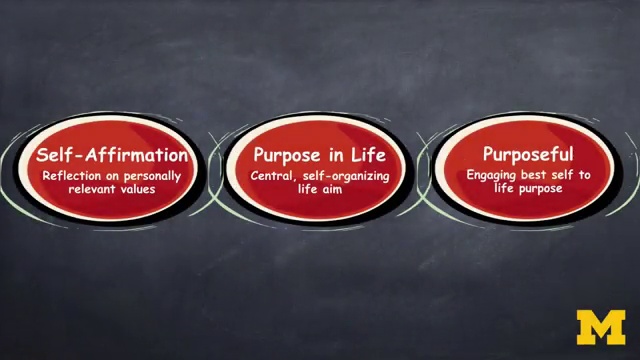 Self-Affirmation
Reflection on personally
relevant values
Purpose in Life
Central, self-organizing
life aim
Purposeful
Engaging best self to
life purpose
M